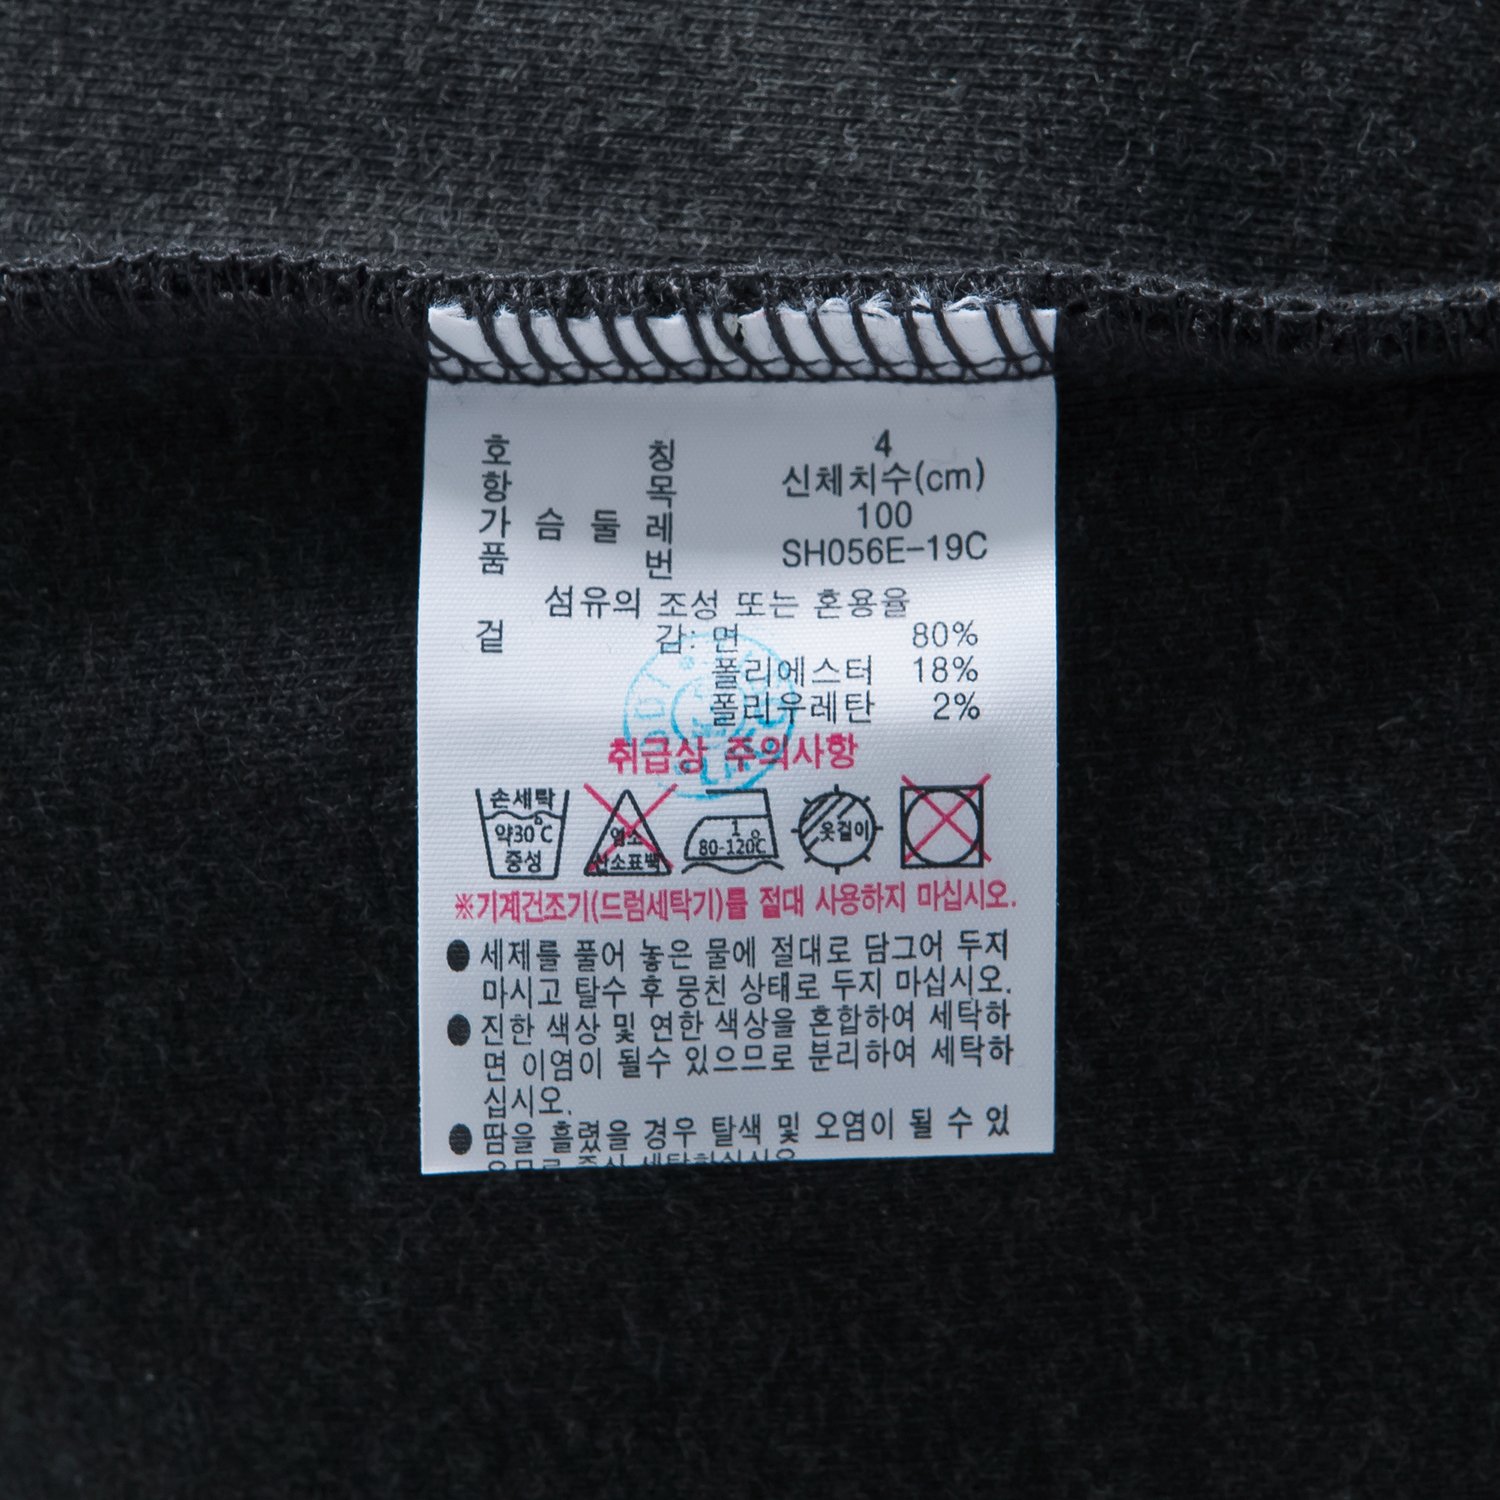 호 칭 4
항 목 신체치수(cm)
가 슴 둘 레 100
품 번 SH056E-19C
섬유의 조성 또는 혼용율
겉 감: 면 80%
폴리에스터 18%
폴리우레탄 2%
취급상 주의사항
손세탁
약30℃
중성
염소
산소표백
1
80-120℃
옷걸이
※기계건조기(드럼세탁기)를 절대 사용하지 마십시오.
● 세제를 풀어 놓은 물에 절대로 담그어 두지
마시고 탈수 후 뭉친 상태로 두지 마십시오.
● 진한 색상 및 연한 색상을 혼합하여 세탁하
면 이염이 될수 있으므로 분리하여 세탁하
십시오.
● 땀을 흘렸을 경우 탈색 및 오염이 될 수 있